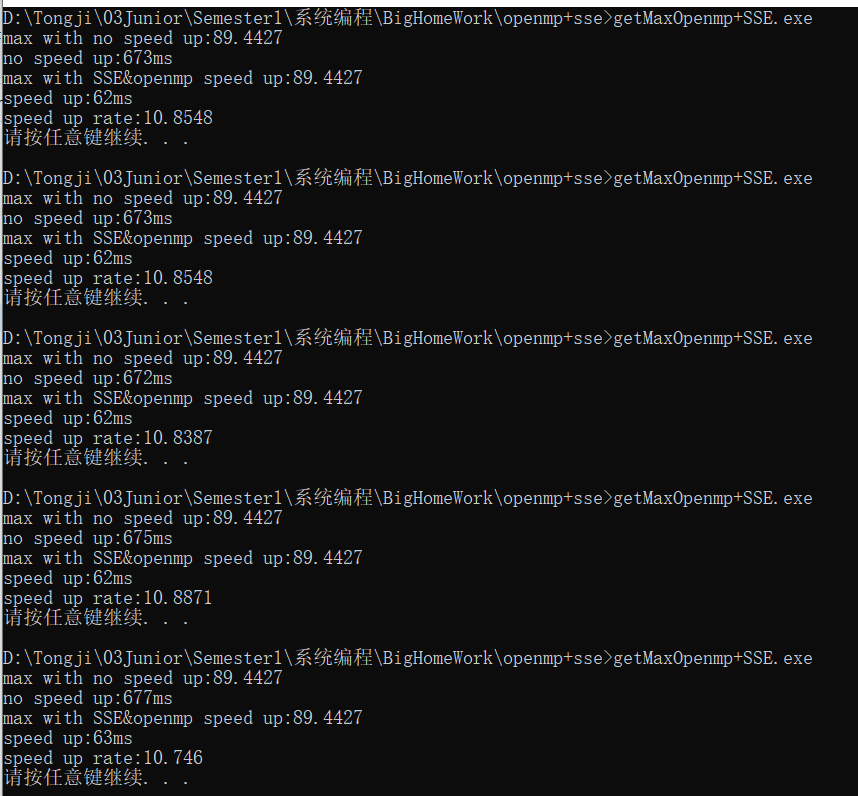 D:\Tongji\03Junior\Semester1\系统编程\BigHomeWork\openmp+sse>getMaxOpenmp+SSE.exe
max with no speed up:89.4427
no speed up:673ms
max with SSE&openmp speed up:89.4427
speed up:62ms
speed up rate:10.8548
请按任意键继续. . .
D:\Tongji\03Junior\Semester1\系统编程\BigHomeWork\openmp+sse>getMaxOpenmp+SSE.exe
max with no speed up:89.4427
no speed up:673ms
max with SSE&openmp speed up:89.4427
speed up:62ms
speed up rate:10.8548
请按任意键继续. . .
D:\Tongji\03Junior\Semester1\系统编程\BigHomeWork\openmp+sse>getMaxOpenmp+SSE.exe
max with no speed up:89.4427
no speed up:672ms
max with SSE&openmp speed up:89.4427
speed up:62ms
speed up rate:10.8387
请按任意键继续. . .
D:\Tongji\03Junior\Semester1\系统编程\BigHomeWork\openmp+sse>getMaxOpenmp+SSE.exe
max with no speed up:89.4427
no speed up:675ms
max with SSE&openmp speed up:89.4427
speed up:62ms
speed up rate:10.8871
请按任意键继续. . .
D:\Tongji\03Junior\Semester1\系统编程\BigHomeWork\openmp+sse>getMaxOpenmp+SSE.exe
max with no speed up:89.4427
no speed up:677ms
max with SSE&openmp speed up:89.4427
speed up:63ms
speed up rate:10.746
请按任意键继续. . .